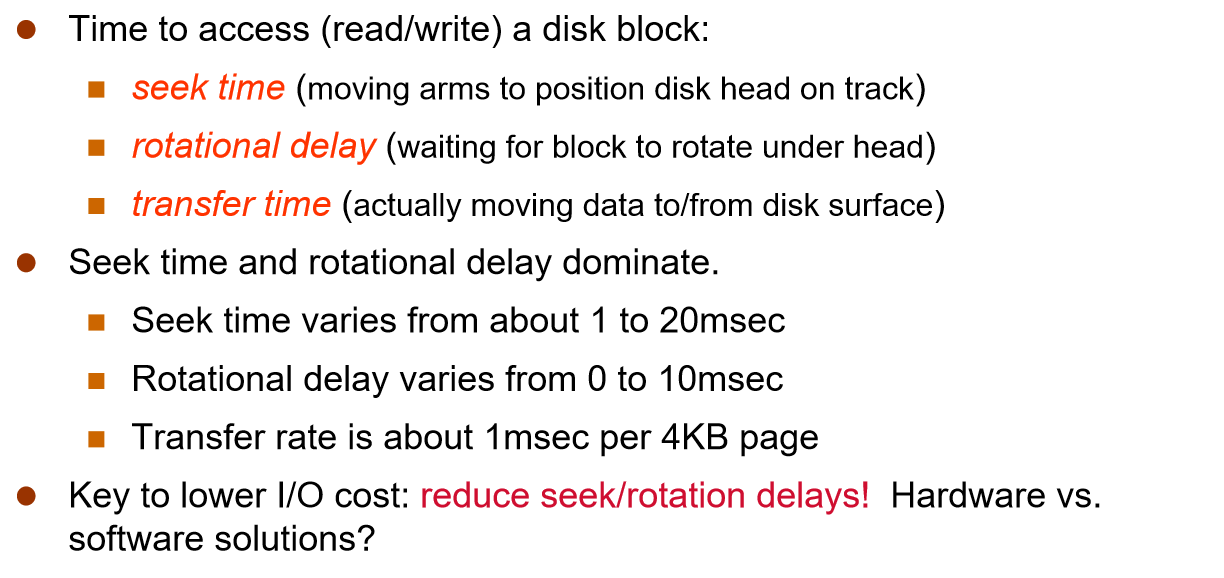 Time to access (read/write) a disk block:
seek time (moving arms to position disk head on track)
rotational delay (waiting for block to rotate under head)
transfer time (actually moving data to/from disk surface)
Seek time and rotational delay dominate.
Seek time varies from about 1 to 20msec
Rotational delay varies from 0 to 10msec
Transfer rate is about 1msec per 4KB page
Key to lower I/O cost: reduce seek/rotation delays! Hardware vs.
software solutions?